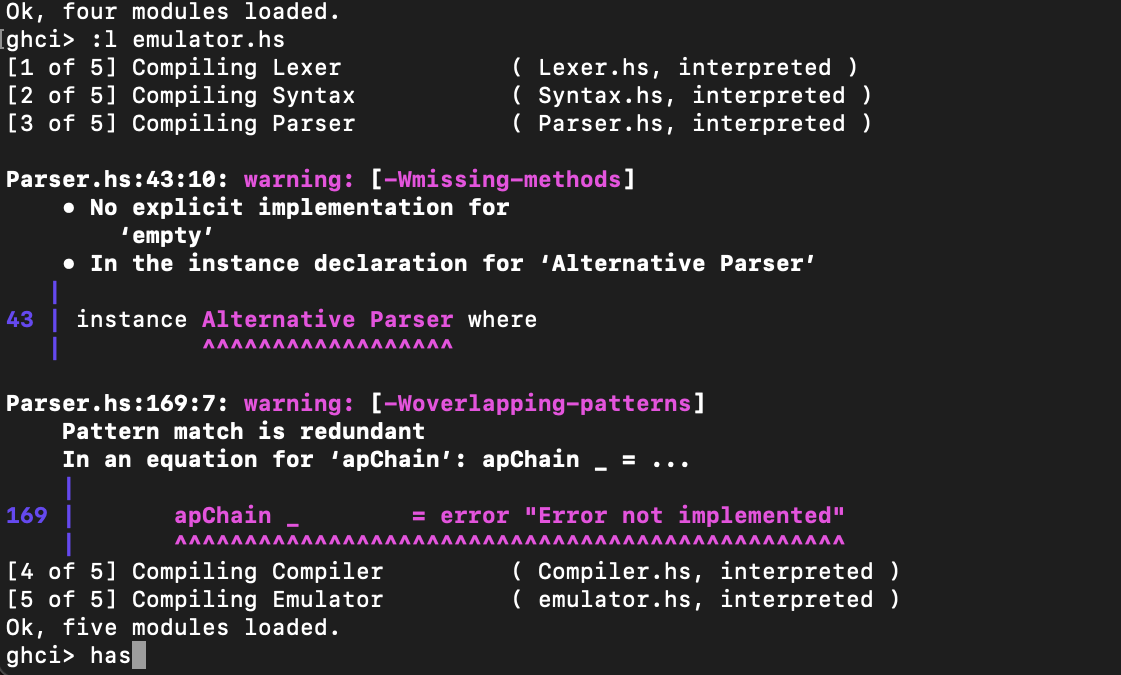 Ok, four modules loaded.
ghci> :l emulator.hs
[1 of 5] Compiling Lexer            ( Lexer.hs, interpreted )
[2 of 5] Compiling Syntax           ( Syntax.hs, interpreted )
[3 of 5] Compiling Parser           ( Parser.hs, interpreted )
Parser.hs:43:10: warning: [-Wmissing-methods]
    • No explicit implementation for
        ‘empty’
    • In the instance declaration for ‘Alternative Parser’
   |
43 | instance Alternative Parser where
   |          ^^^^^^^^^^^^^^^^^^
Parser.hs:169:7: warning: [-Woverlapping-patterns]
    Pattern match is redundant
    In an equation for ‘apChain’: apChain _ = ...
    |
169 |       apChain _        = error "Error not implemented"
    |       ^^^^^^^^^^^^^^^^^^^^^^^^^^^^^^^^^^^^^^^^^^^^^^^^
[4 of 5] Compiling Compiler         ( Compiler.hs, interpreted )
[5 of 5] Compiling Emulator         ( emulator.hs, interpreted )
Ok, five modules loaded.
ghci> has